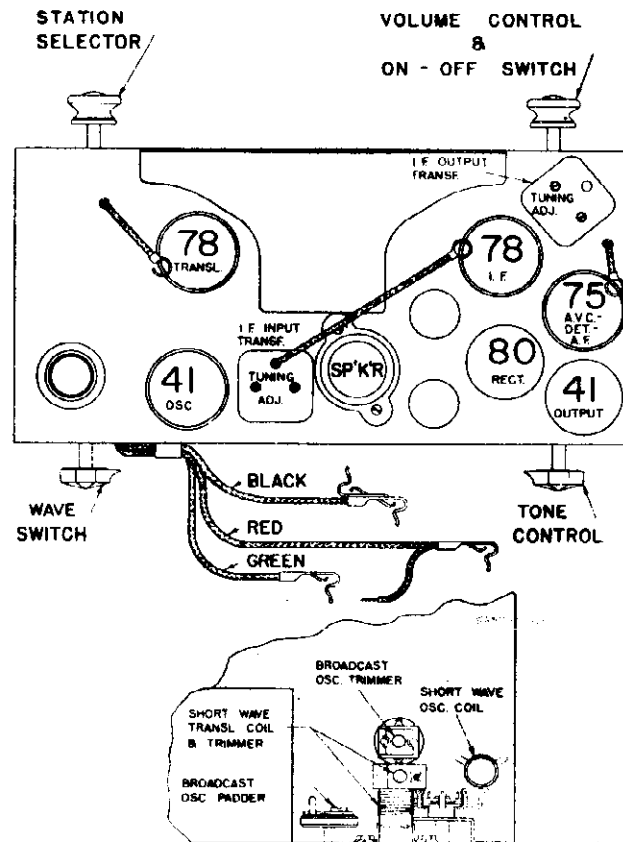 STATION
SELECTOR
VOLUME CONTROL
&
ON - OFF SWITCH
I.F. OUTPUT
TRANSF.
TUNING
ADJ.
78
TRANSL.
78
I.F.
75
A.V.C.-
DET.-
A.F.
I.F. INPUT
TRANSF.
TUNING
ADJ.
SP'K'R
80
RECT.
41
OSC
41
OUTPUT
WAVE
SWITCH
BLACK
RED
GREEN
TONE
CONTROL
BROADCAST
OSC. TRIMMER
SHORT WAVE
OSC. COIL
SHORT WAVE
TRANSL COIL
& TRIMMER
BROADCAST
OSC PADDER